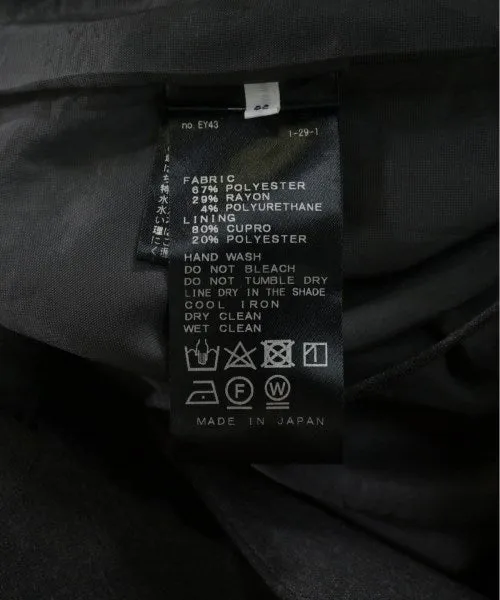 no. EY43
1-29-1
FABRIC
67% POLYESTER
29% RAYON
4% POLYURETHANE
LINING
80% CUPRO
20% POLYESTER
HAND WASH
DO NOT BLEACH
DO NOT TUMBLE DRY
LINE DRY IN THE SHADE
COOL IRON
DRY CLEAN
WET CLEAN
F
W
MADE IN JAPAN